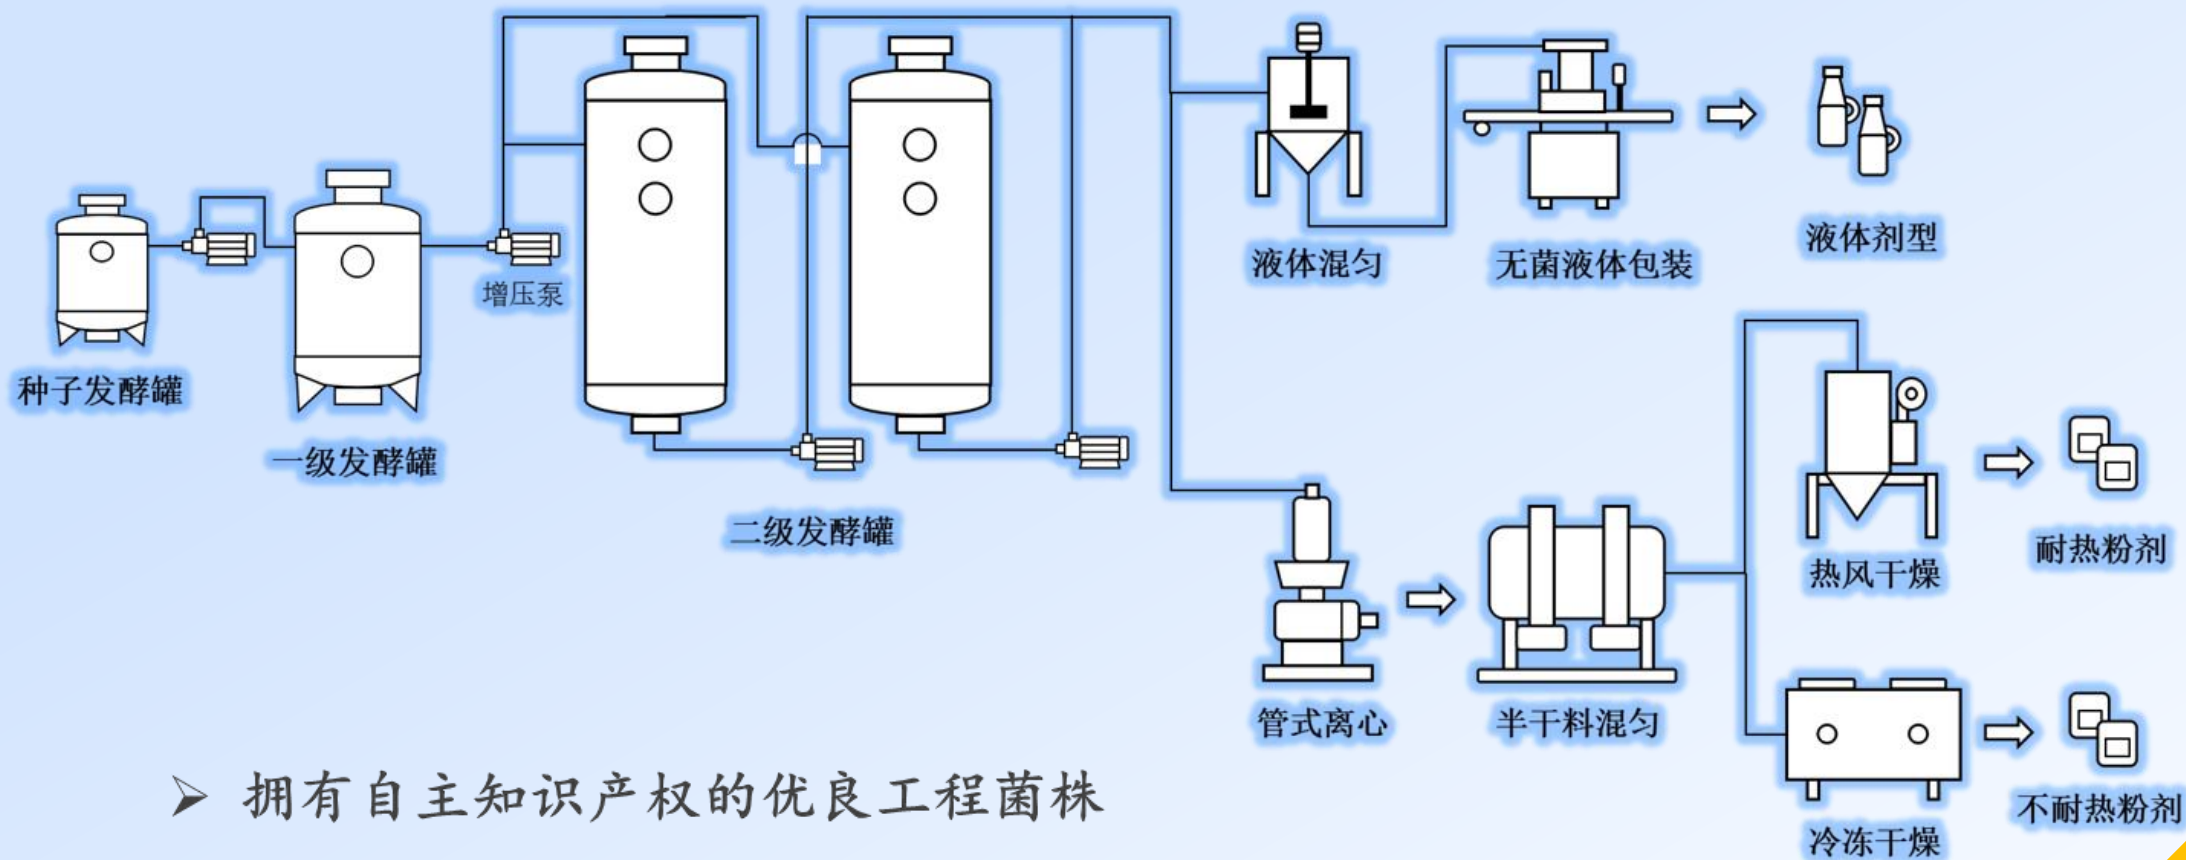 种子发酵罐
一级发酵罐
增压泵
二级发酵罐
液体混匀
无菌液体包装
液体剂型
管式离心
半干料混匀
热风干燥
耐热粉剂
冷冻干燥
不耐热粉剂
➢ 拥有自主知识产权的优良工程菌株